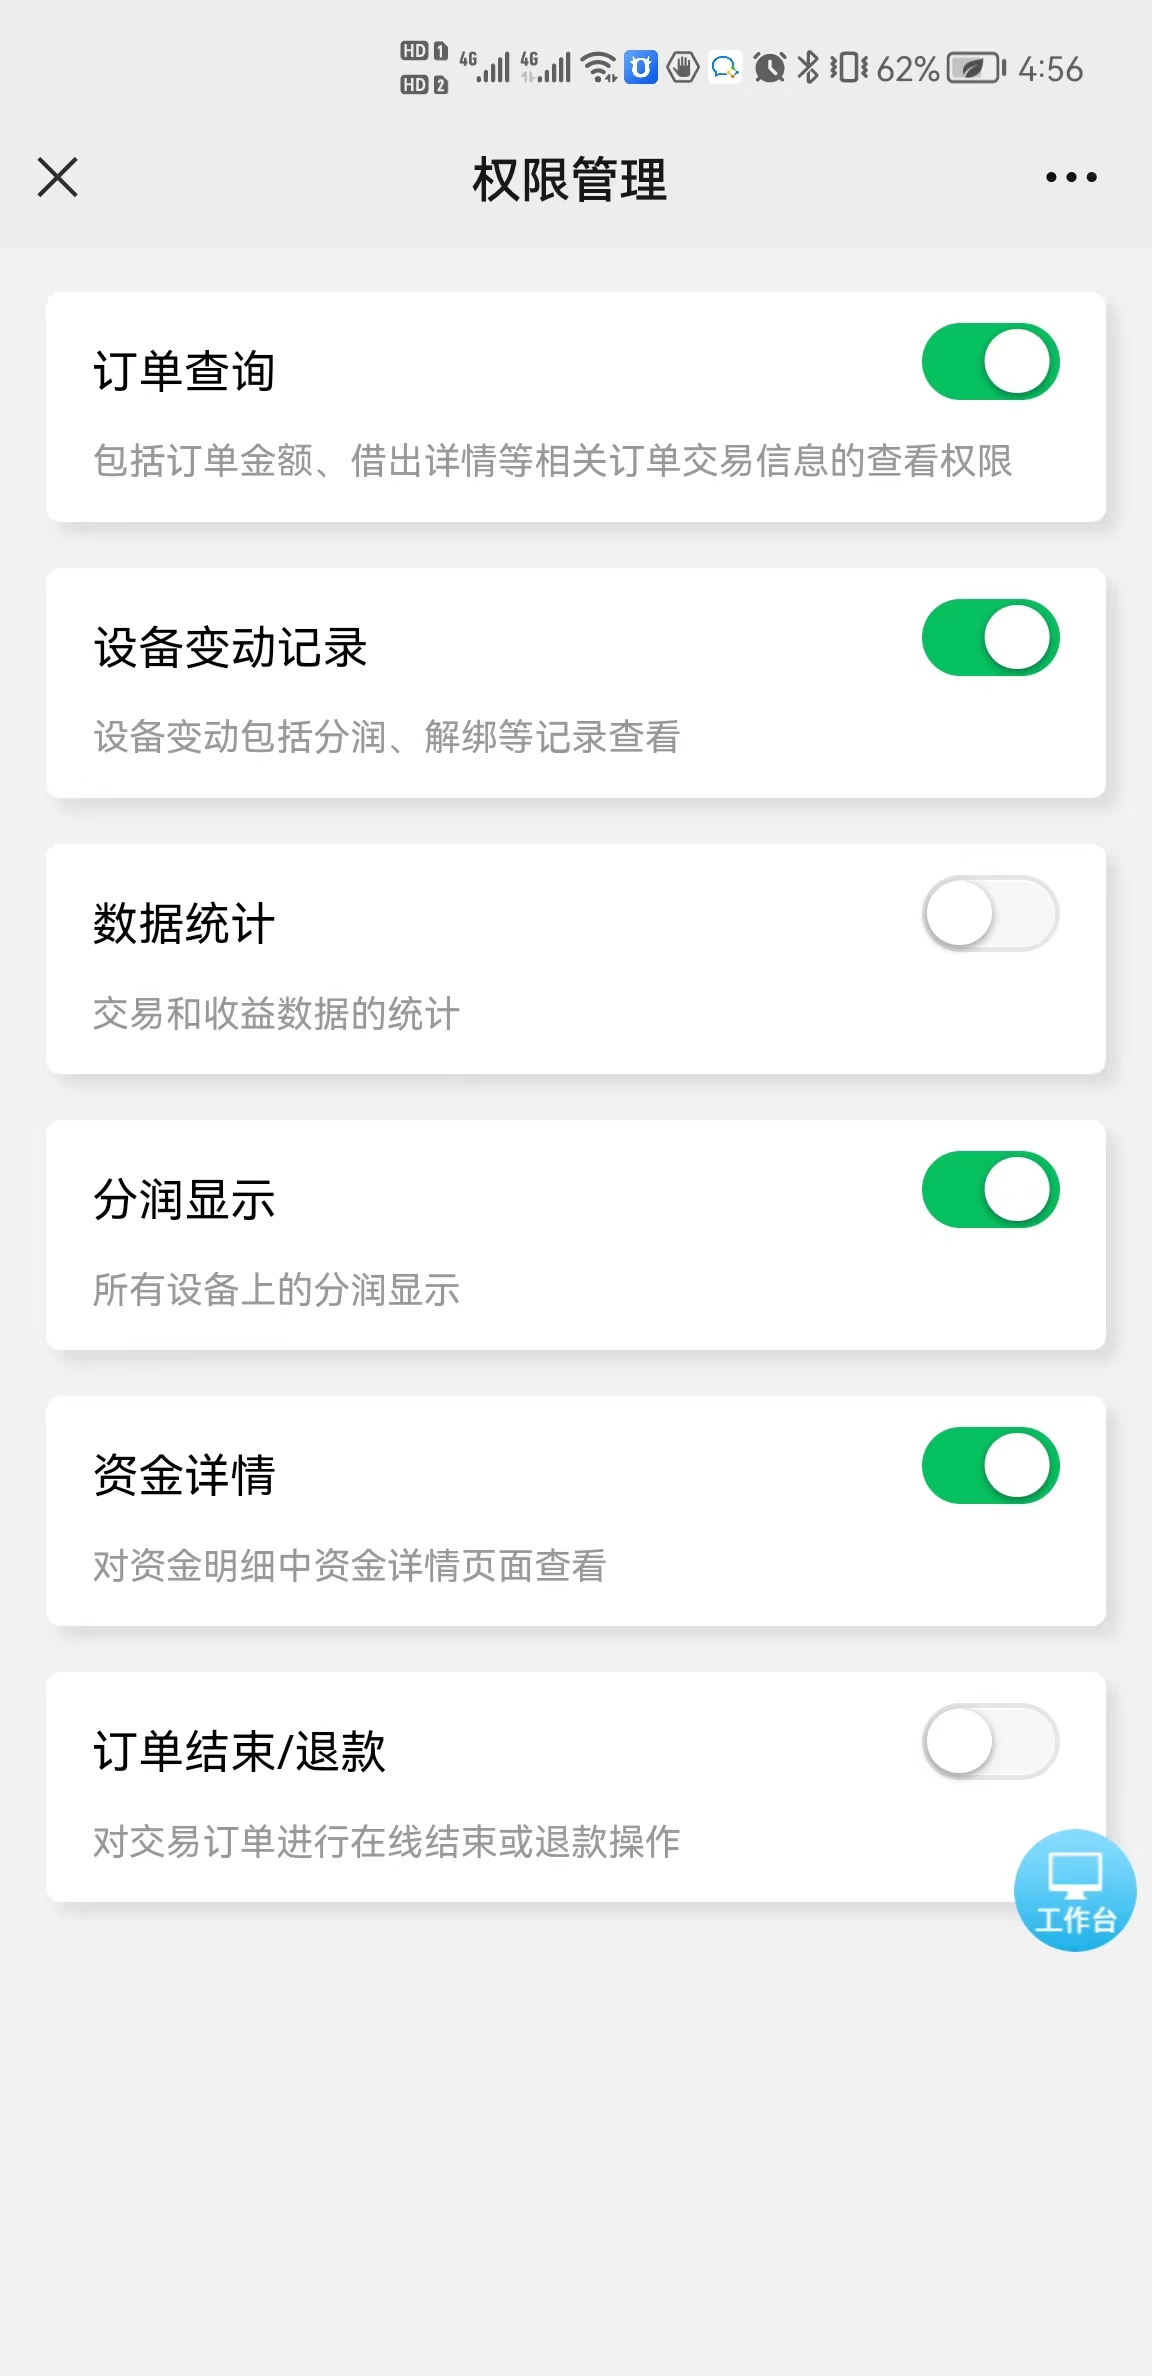 HD 1 4G 4G 62% 4:56
HD 2
权限管理
订单查询
包括订单金额、借出详情等相关订单交易信息的查看权限
设备变动记录
设备变动包括分润、解绑等记录查看
数据统计
交易和收益数据的统计
分润显示
所有设备上的分润显示
资金详情
对资金明细中资金详情页面查看
订单结束/退款
对交易订单进行在线结束或退款操作
工作台